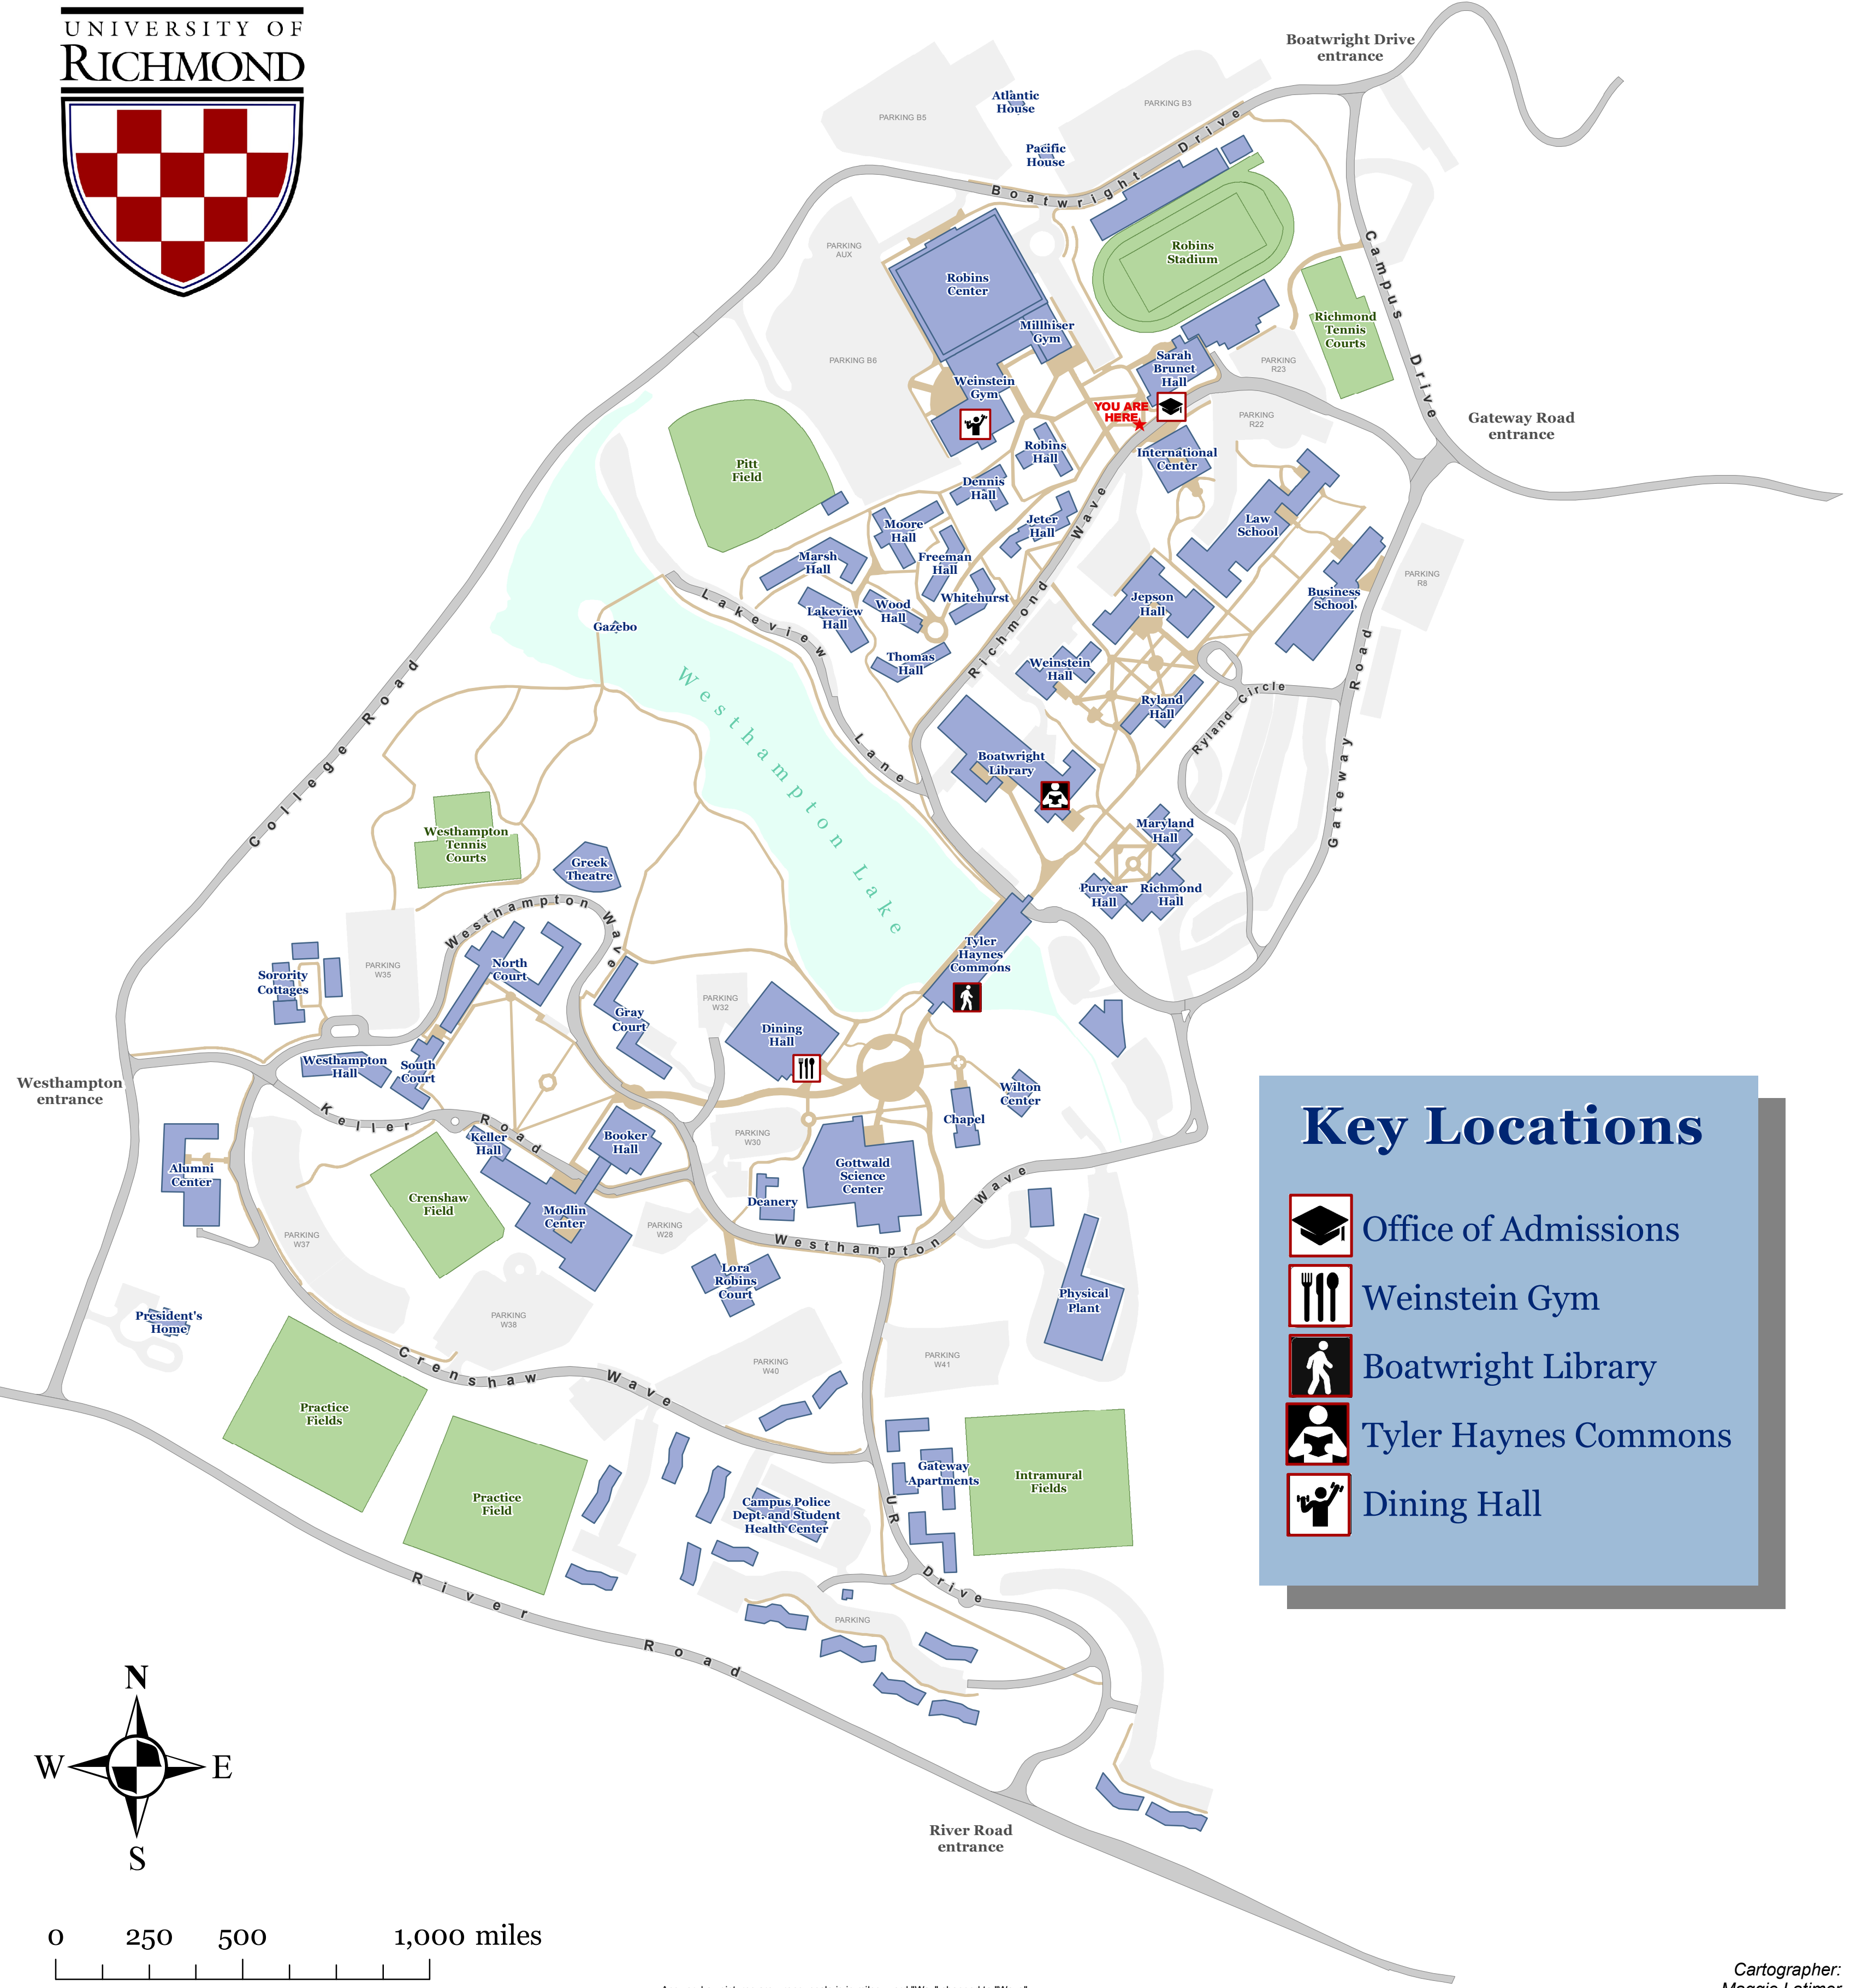 UNIVERSITY OF
RICHMOND
Boatwright Drive
entrance
Atlantic
House
PARKING B5
PARKING B3
Pacific
House
Boatwright Drive
PARKING
AUX
Robins
Stadium
Robins
Center
Campus Drive
Richmond
Tennis
Courts
Millhiser
Gym
PARKING B6
Sarah
Brunet
Hall
PARKING
R23
Weinstein
Gym
YOU ARE
HERE
PARKING
R22
Gateway Road
entrance
Robins
Hall
International
Center
Pitt
Field
Dennis
Hall
Moore
Hall
Jeter
Hall
Law
School
Marsh
Hall
Freeman
Hall
PARKING
R8
Lakeview
Hall
Wood
Hall
Whitehurst
Jepson
Hall
Business
School
Gazebo
Lakeview Lane
Richmond Wave
Thomas
Hall
Weinstein
Hall
Ryland
Hall
Ryland Circle
Gateway Road
College Road
Westhampton Lake
Boatwright
Library
Westhampton
Tennis
Courts
Greek
Theatre
Maryland
Hall
Puryear
Hall
Richmond
Hall
Westhampton Wave
Tyler
Haynes
Commons
North
Court
PARKING
W35
Sorority
Cottages
PARKING
W32
Gray
Court
Dining
Hall
Westhampton
Hall
South
Court
Westhampton
entrance
Wilton
Center
Chapel
Keller Road
Keller
Hall
Booker
Hall
PARKING
W30
Alumni
Center
Gottwald
Science
Center
Crenshaw
Field
Deanery
Modlin
Center
PARKING
W28
PARKING
W37
Westhampton Wave
Lora
Robins
Court
Physical
Plant
President's
Home
PARKING
W38
Crenshaw Wave
PARKING
W40
PARKING
W41
Practice
Fields
Practice
Field
Gateway
Apartments
Intramural
Fields
Campus Police
Dept. and Student
Health Center
UR Drive
PARKING
River Road
River Road
entrance
Key Locations
Office of Admissions
Weinstein Gym
Boatwright Library
Tyler Haynes Commons
Dining Hall
N
W E
S
0 250 500 1,000 miles
Cartographer: